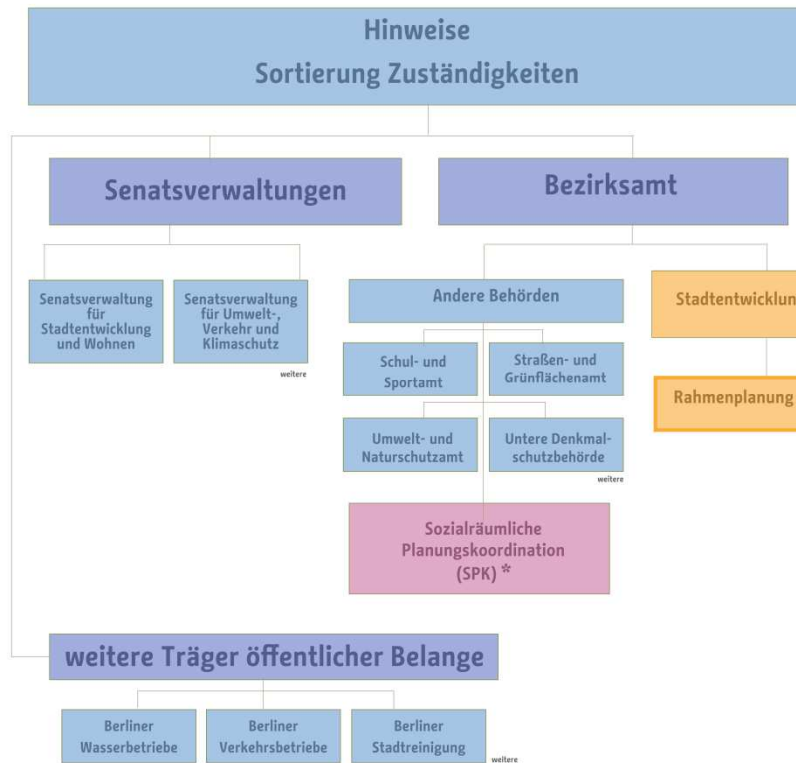 Hinweise
Sortierung Zuständigkeiten
Senatsverwaltungen
Bezirksamt
Senatsverwaltung
für
Stadtentwicklung
und Wohnen
Senatsverwaltung
für Umwelt-,
Verkehr und
Klimaschutz
weitere
Andere Behörden
Stadtentwicklun
Schul- und
Sportamt
Straßen- und
Grünflächenamt
Rahmenplanung
Umwelt- und
Naturschutzamt
Untere Denkmal-
schutzbehörde
weitere
Sozialräumliche
Planungskoordination
(SPK) *
weitere Träger öffentlicher Belange
Berliner
Wasserbetriebe
Berliner
Verkehrsbetriebe
Berliner
Stadtreinigung
weitere